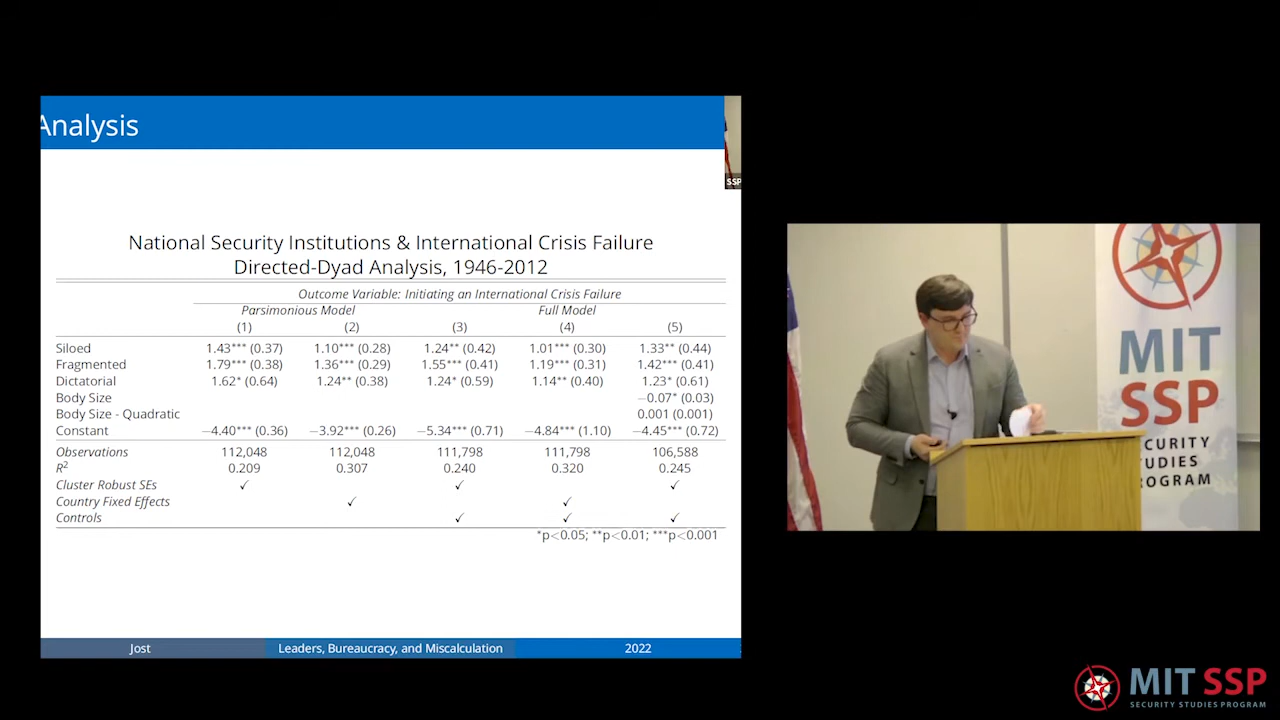 Analysis
SSP
National Security Institutions & International Crisis Failure
Directed-Dyad Analysis, 1946-2012
Outcome Variable: Initiating an International Crisis Failure
Parsimonious Model Full Model
(1) (2) (3) (4) (5)
Siloed 1.43*** (0.37) 1.10*** (0.28) 1.24** (0.42) 1.01*** (0.30) 1.33** (0.44)
Fragmented 1.79*** (0.38) 1.36*** (0.29) 1.55*** (0.41) 1.19*** (0.31) 1.42*** (0.41)
Dictatorial 1.62* (0.64) 1.24** (0.38) 1.24* (0.59) 1.14** (0.40) 1.23* (0.61)
Body Size −0.07* (0.03)
Body Size - Quadratic 0.001 (0.001)
Constant −4.40*** (0.36) −3.92*** (0.26) −5.34*** (0.71) −4.84*** (1.10) −4.45*** (0.72)
Observations 112,048 112,048 111,798 111,798 106,588
R² 0.209 0.307 0.240 0.320 0.245
Cluster Robust SEs ✓ ✓ ✓
Country Fixed Effects ✓ ✓
Controls ✓ ✓ ✓
*p<0.05; **p<0.01; ***p<0.001
Jost Leaders, Bureaucracy, and Miscalculation 2022
MIT
SSP
CURITY
UDIES
OGRAM
MIT SSP
SECURITY STUDIES PROGRAM